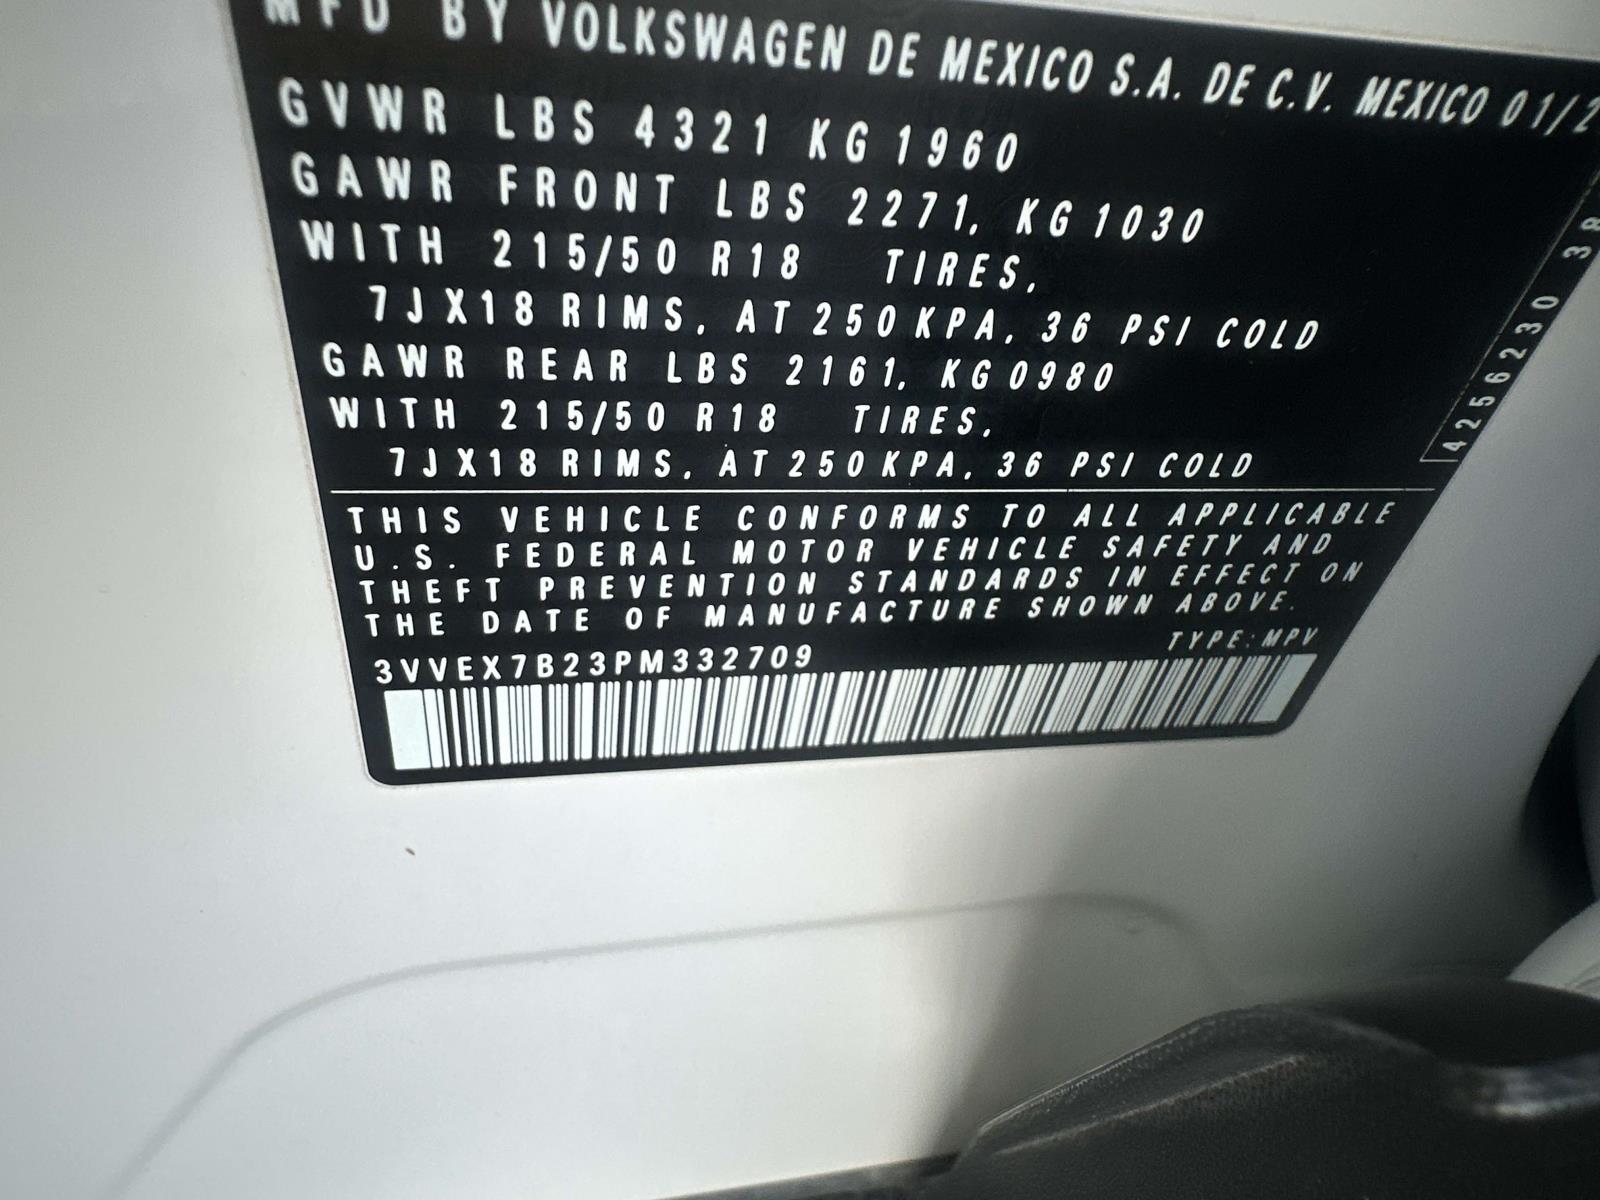 MFD BY VOLKSWAGEN DE MEXICO S.A. DE C.V. MEXICO 01/2
GVWR LBS 4321 KG 1960
GAWR FRONT LBS 2271, KG 1030
WITH 215/50 R18 TIRES,
7JX18 RIMS, AT 250 KPA, 36 PSI COLD
GAWR REAR LBS 2161, KG 0980
WITH 215/50 R18 TIRES,
7JX18 RIMS, AT 250 KPA, 36 PSI COLD
THIS VEHICLE CONFORMS TO ALL APPLICABLE
U.S. FEDERAL MOTOR VEHICLE SAFETY AND
THEFT PREVENTION STANDARDS IN EFFECT ON
THE DATE OF MANUFACTURE SHOWN ABOVE.
TYPE: MPV
3VVEX7B23PM332709
4256230 38